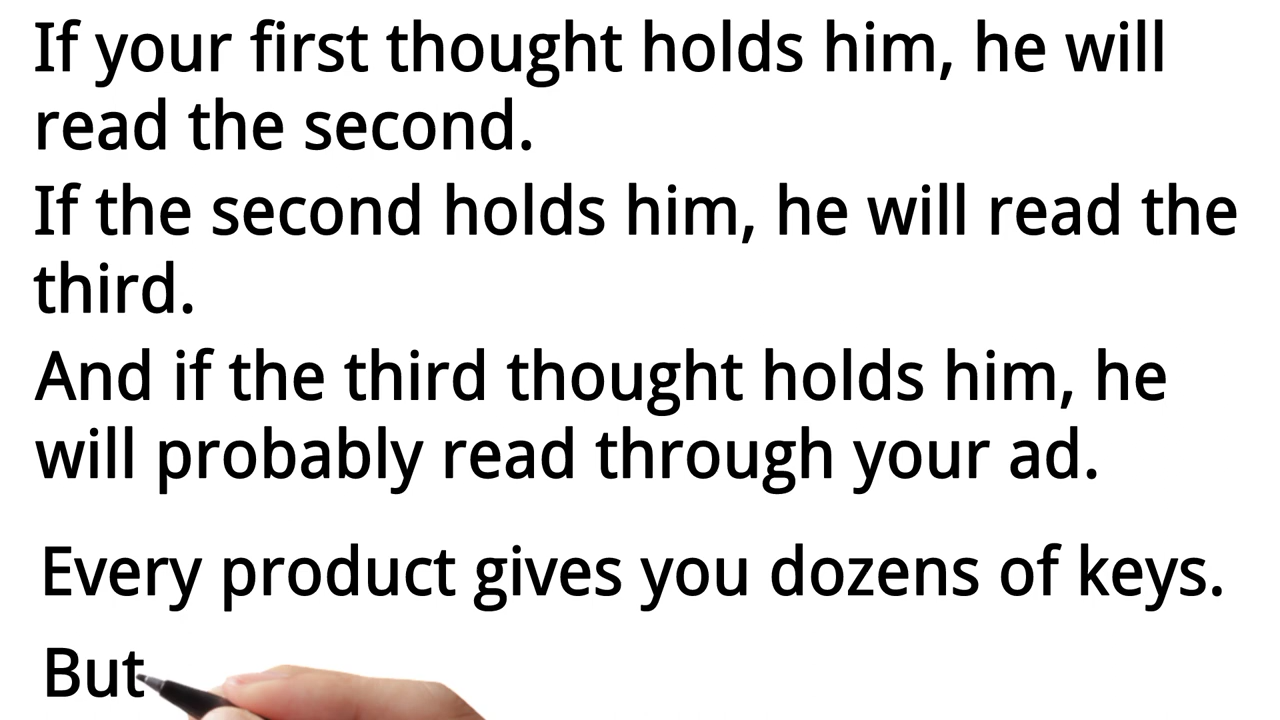 If your first thought holds him, he will
read the second.
If the second holds him, he will read the
third.
And if the third thought holds him, he
will probably read through your ad.
Every product gives you dozens of keys.
But